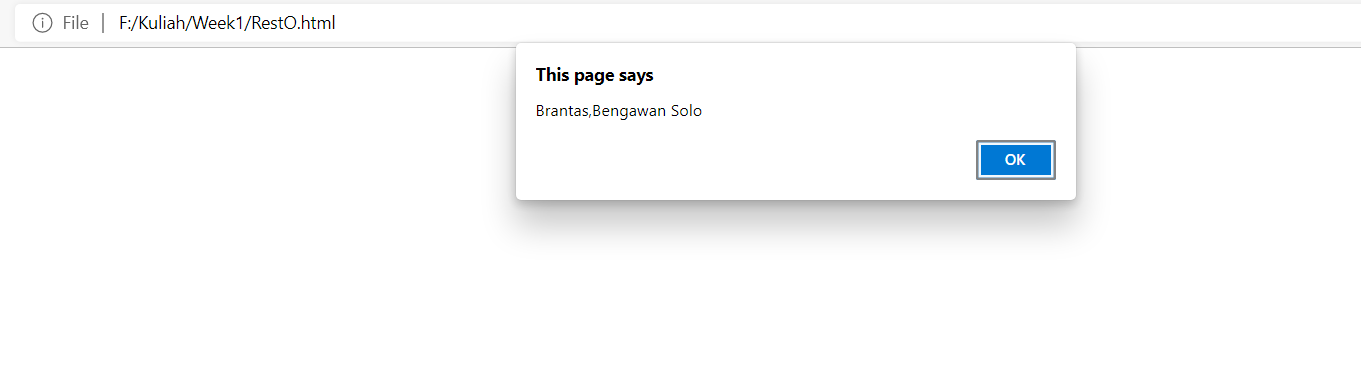 File F:/Kuliah/Week1/RestO.html
This page says
Brantas,Bengawan Solo
OK